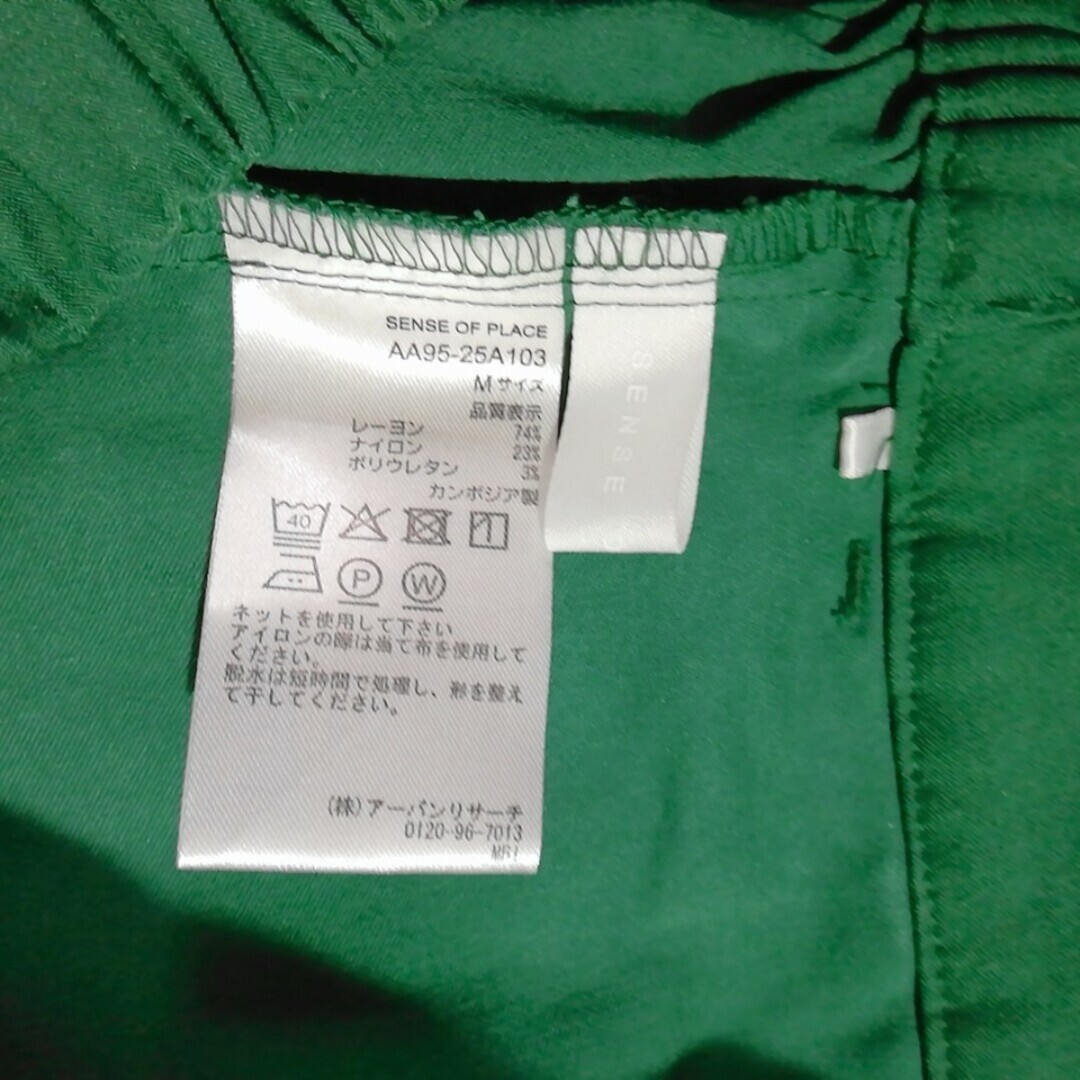 SENSE OF PLACE
AA95-25A103
Mサイズ
品質表示
レーヨン 74%
ナイロン 23%
ポリウレタン 3%
カンボジア製
40
P W
ネットを使用して下さい
アイロンの際は当て布を使用して
ください。
脱水は短時間で処理し、形を整え
て干してください。
(株)アーバンリサーチ
0120-96-7013
SENSE